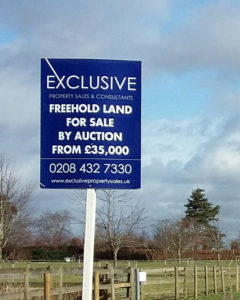 EXCLUSIVE
PROPERTY SALES & CONSULTANTS
FREEHOLD LAND
FOR SALE
BY AUCTION
FROM £35,000
0208 432 7330
www.exclusivepropertysales.uk